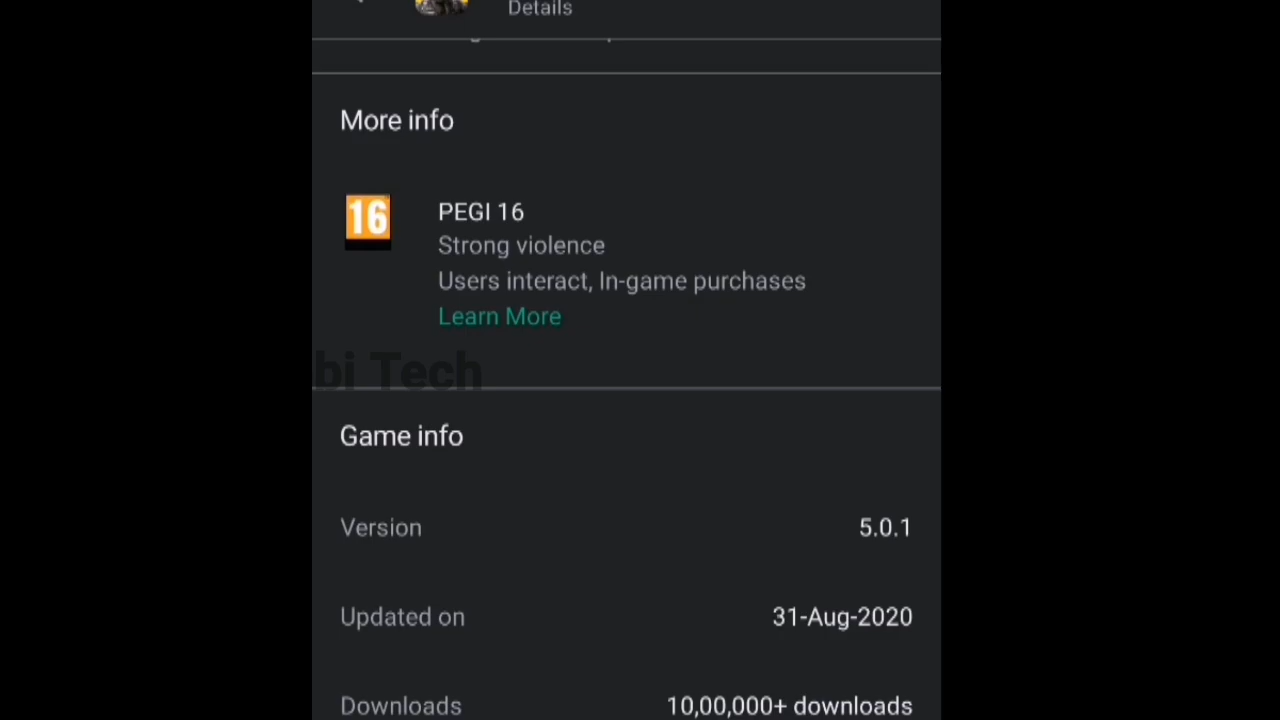 Details
More info
16
PEGI 16
Strong violence
Users interact, In-game purchases
Learn More
bi Tech
Game info
Version
5.0.1
Updated on
31-Aug-2020
Downloads
10,00,000+ downloads